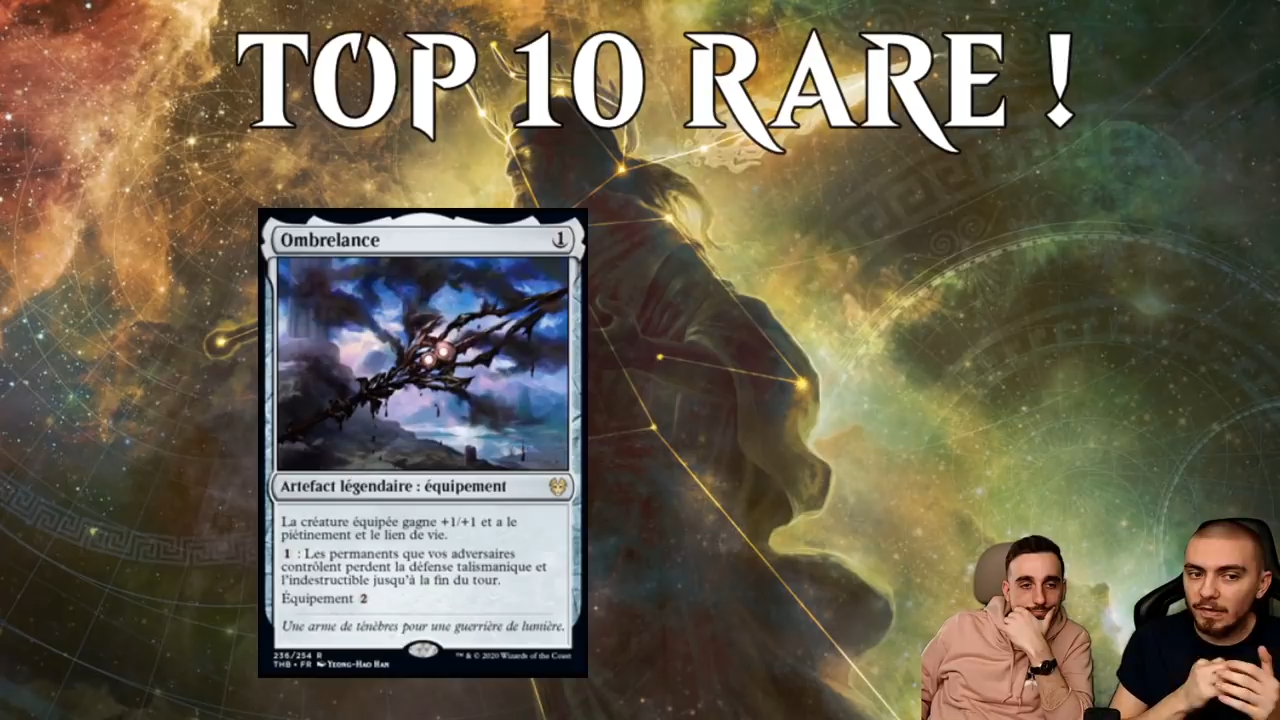 TOP 10 RARE !
Ombrelance 1
Artefact légendaire : équipement
La créature équipée gagne +1/+1 et a le
piétinement et le lien de vie.
1 : Les permanents que vos adversaires
contrôlent perdent la défense talismanique et
l'indestructible jusqu'à la fin du tour.
Équipement 2
Une arme de ténèbres pour une guerrière de lumière.
236/254 R
THB • FR Yeong-Hao Han
™ & © 2020 Wizards of the Coast